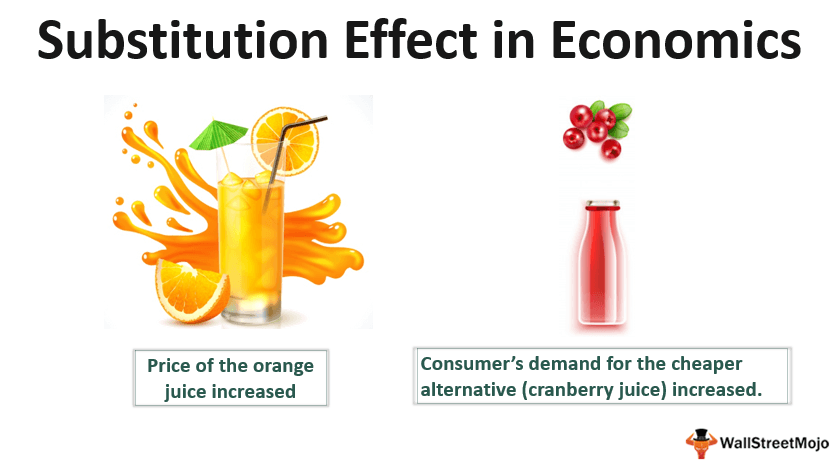 Substitution Effect in Economics
Price of the orange
juice increased
Consumer's demand for the cheaper
alternative (cranberry juice) increased.
WallStreetMojo